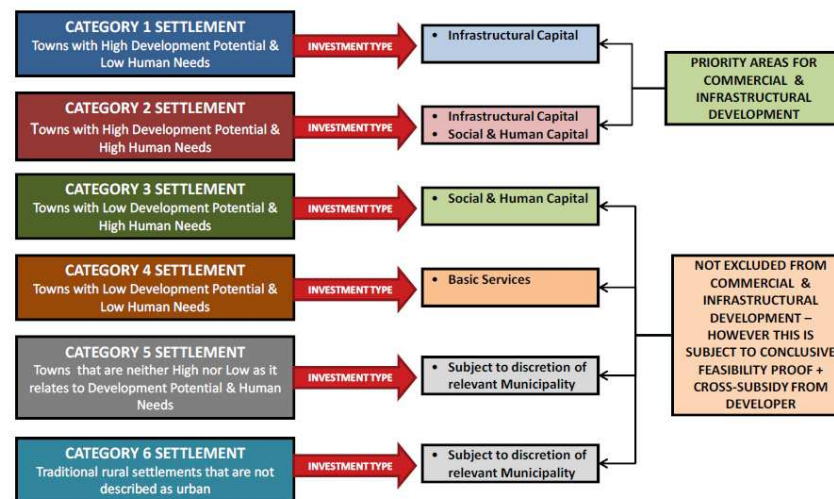 CATEGORY 1 SETTLEMENT
Towns with High Development Potential &
Low Human Needs
INVESTMENT TYPE
• Infrastructural Capital
CATEGORY 2 SETTLEMENT
Towns with High Development Potential &
High Human Needs
INVESTMENT TYPE
• Infrastructural Capital
• Social & Human Capital
PRIORITY AREAS FOR
COMMERCIAL &
INFRASTRUCTURAL
DEVELOPMENT
CATEGORY 3 SETTLEMENT
Towns with Low Development Potential &
High Human Needs
INVESTMENT TYPE
• Social & Human Capital
CATEGORY 4 SETTLEMENT
Towns with Low Development Potential &
Low Human Needs
INVESTMENT TYPE
• Basic Services
CATEGORY 5 SETTLEMENT
Towns that are neither High nor Low as it
relates to Development Potential & Human
Needs
INVESTMENT TYPE
• Subject to discretion of
relevant Municipality
CATEGORY 6 SETTLEMENT
Traditional rural settlements that are not
described as urban
INVESTMENT TYPE
• Subject to discretion of
relevant Municipality
NOT EXCLUDED FROM
COMMERCIAL &
INFRASTRUCTURAL
DEVELOPMENT –
HOWEVER THIS IS
SUBJECT TO CONCLUSIVE
FEASIBILITY PROOF +
CROSS-SUBSIDY FROM
DEVELOPER